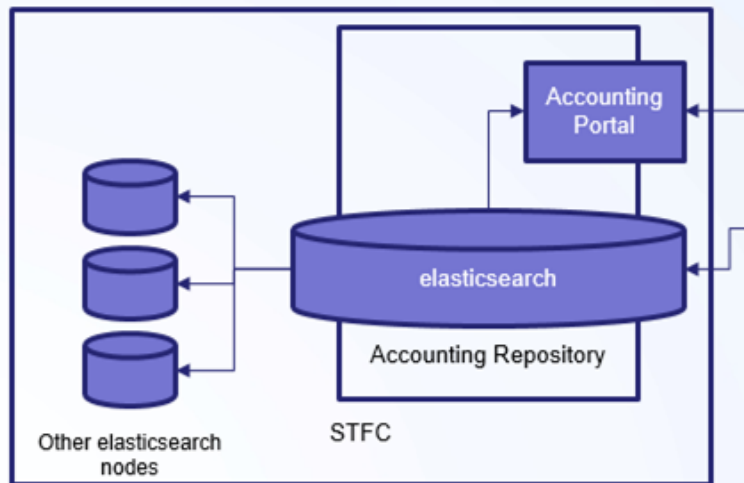 Accounting
Portal
elasticsearch
Accounting Repository
STFC
Other elasticsearch
nodes